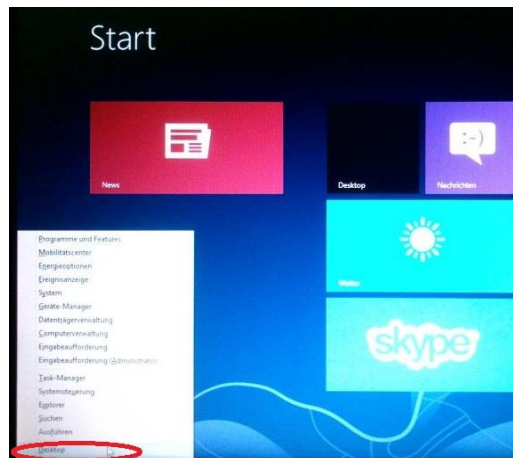 Start
News
Desktop
Nachrichten
Wetter
skype
Programme und Features
Mobilitätscenter
Energieoptionen
Ereignisanzeige
System
Geräte-Manager
Datenträgerverwaltung
Computerverwaltung
Eingabeaufforderung
Eingabeaufforderung (Administrator)
Task-Manager
Systemsteuerung
Explorer
Suchen
Ausführen
Desktop